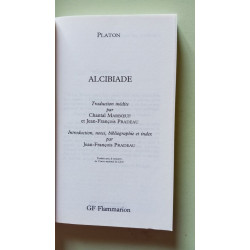 PLATON
ALCIBIADE
Traduction inédite
par
Chantal MARBŒUF
et Jean-François PRADEAU
Introduction, notes, bibliographie et index
par
Jean-François PRADEAU
GF Flammarion